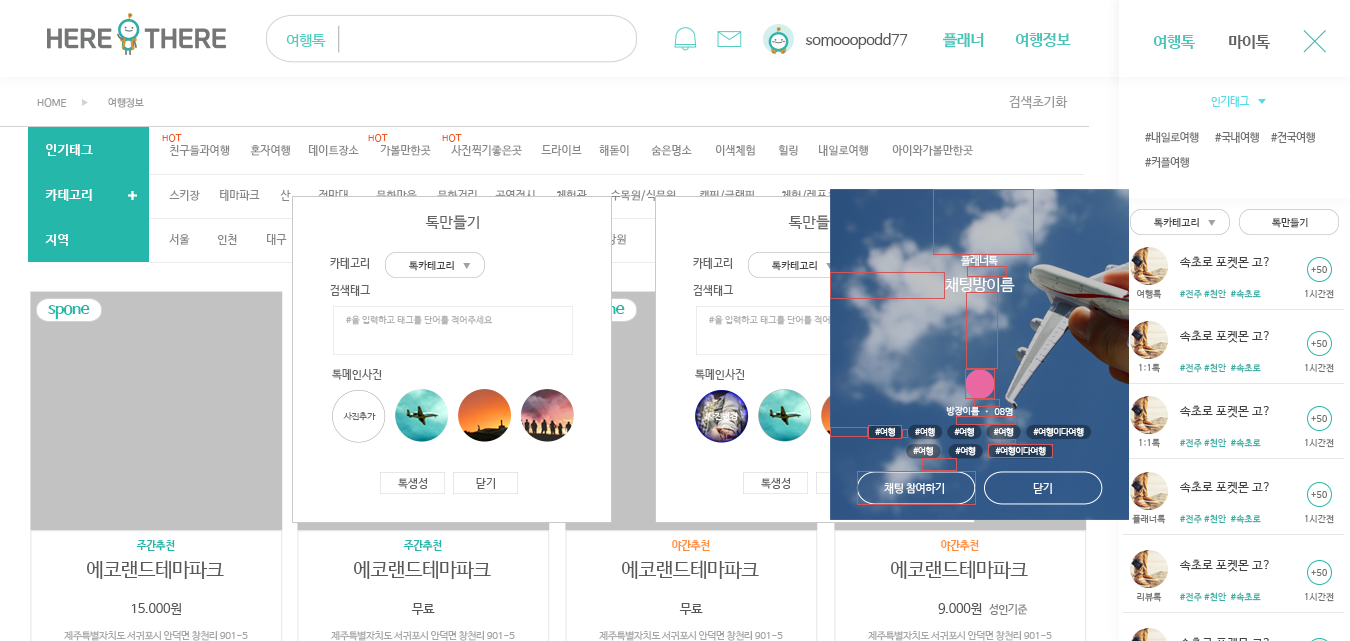 HERE THERE
여행톡
somooopodd77
플래너
여행정보
여행톡
마이톡
HOME
여행정보
검색초기화
인기태그
#내일로여행 #국내여행 #전국여행
#커플여행
인기태그
HOT
HOT
HOT
친구들과여행 혼자여행 데이트장소 가볼만한곳 사진찍기좋은곳 드라이브 해돋이 숨은명소 이색체험 힐링 내일로여행 아이와가볼만한곳
카테고리 +
스키장 테마파크 산
지역
서울 인천 대구
톡만들기
카테고리
톡카테고리
검색태그
#을 입력하고 태그를 단어를 적어주세요
톡메인사진
사진추가
톡생성
닫기
카테고리
톡카테고리
검색태그
톡메인사진
톡생성
플래너톡
채팅방이름
방장이름 · 08명
#여행 #여행 #여행 #여행 #여행이다여행
#여행 #여행 #여행이다여행
채팅 참여하기
닫기
톡카테고리
톡만들기
속초로 포켓몬 고?
+50
여행톡
#전주 #천안 #속초로
1시간전
속초로 포켓몬 고?
+50
1:1톡
#전주 #천안 #속초로
1시간전
속초로 포켓몬 고?
+50
1:1톡
#전주 #천안 #속초로
1시간전
속초로 포켓몬 고?
+50
플래너톡
#전주 #천안 #속초로
1시간전
속초로 포켓몬 고?
+50
리뷰톡
#전주 #천안 #속초로
1시간전
spone
주간추천
에코랜드테마파크
15.000원
제주특별자치도 서귀포시 안덕면 창천리 901-5
주간추천
에코랜드테마파크
무료
제주특별자치도 서귀포시 안덕면 창천리 901-5
야간추천
에코랜드테마파크
무료
제주특별자치도 서귀포시 안덕면 창천리 901-5
야간추천
에코랜드테마파크
9.000원 성인기준
제주특별자치도 서귀포시 안덕면 창천리 901-5